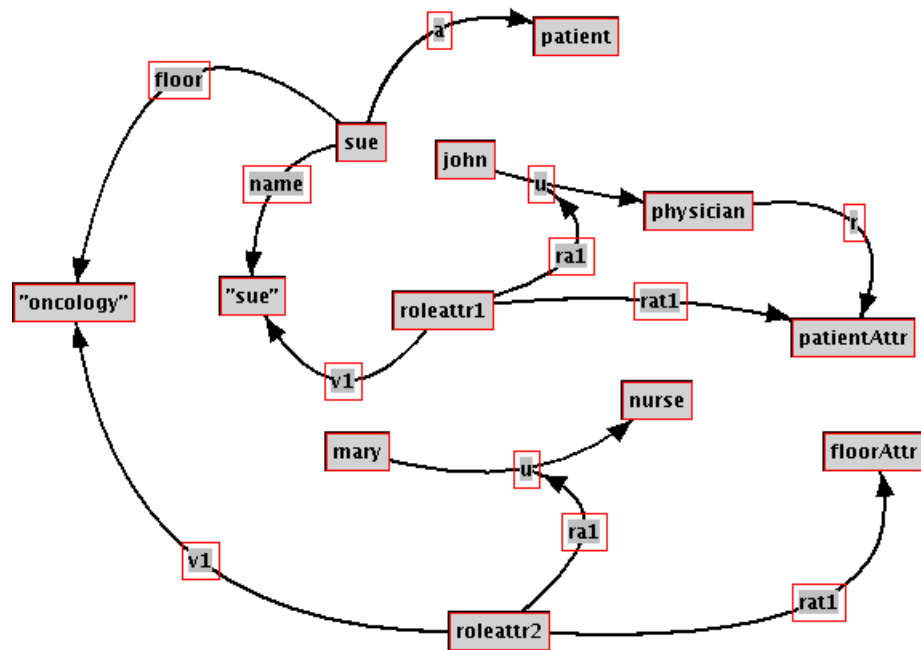 a
patient
floor
sue
john
name
u
physician
r
ra1
"oncology"
"sue"
roleattr1
rat1
patientAttr
v1
nurse
mary
u
floorAttr
ra1
v1
rat1
roleattr2